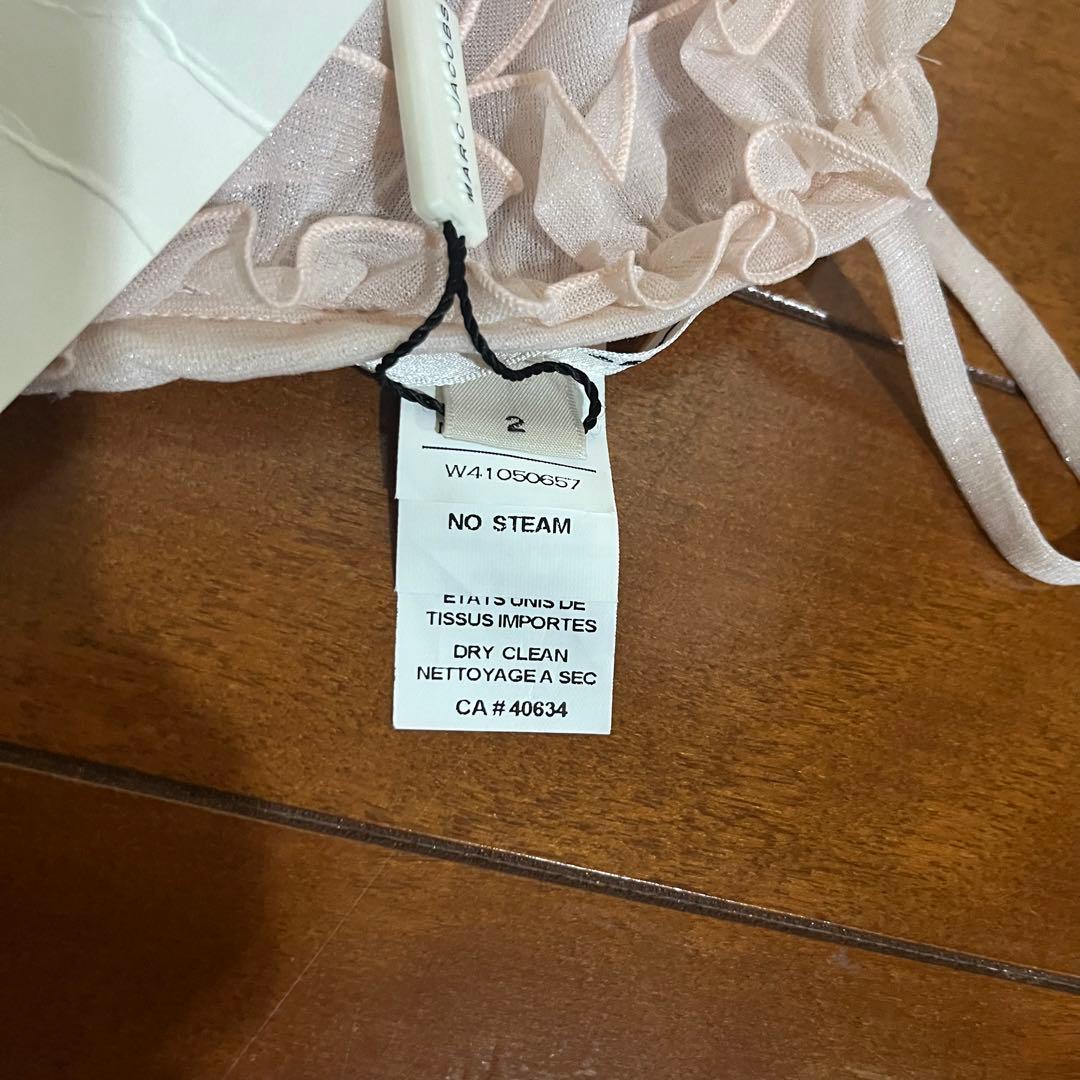 MARC JACOBS
2
W41050657
NO STEAM
ETATS UNIS DE
TISSUS IMPORTES
DRY CLEAN
NETTOYAGE A SEC
CA # 40634